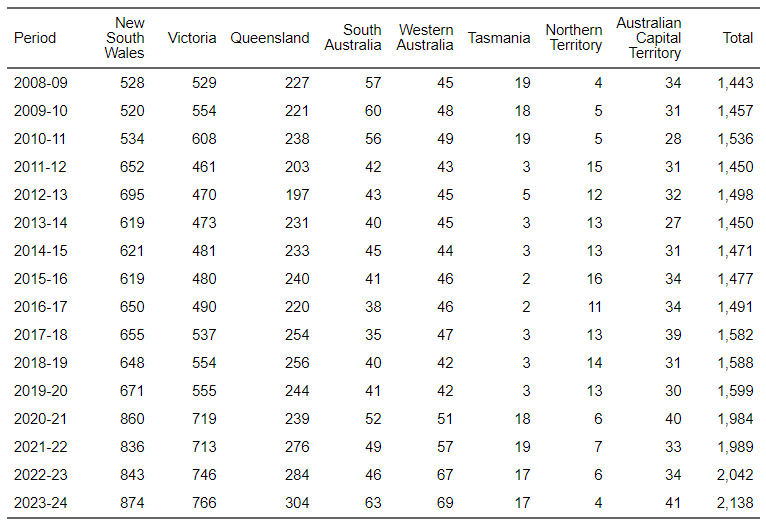 Period New South Wales Victoria Queensland South Australia Western Australia Tasmania Northern Territory Australian Capital Territory Total
2008-09 528 529 227 57 45 19 4 34 1,443
2009-10 520 554 221 60 48 18 5 31 1,457
2010-11 534 608 238 56 49 19 5 28 1,536
2011-12 652 461 203 42 43 3 15 31 1,450
2012-13 695 470 197 43 45 5 12 32 1,498
2013-14 619 473 231 40 45 3 13 27 1,450
2014-15 621 481 233 45 44 3 13 31 1,471
2015-16 619 480 240 41 46 2 16 34 1,477
2016-17 650 490 220 38 46 2 11 34 1,491
2017-18 655 537 254 35 47 3 13 39 1,582
2018-19 648 554 256 40 42 3 14 31 1,588
2019-20 671 555 244 41 42 3 13 30 1,599
2020-21 860 719 239 52 51 18 6 40 1,984
2021-22 836 713 276 49 57 19 7 33 1,989
2022-23 843 746 284 46 67 17 6 34 2,042
2023-24 874 766 304 63 69 17 4 41 2,138